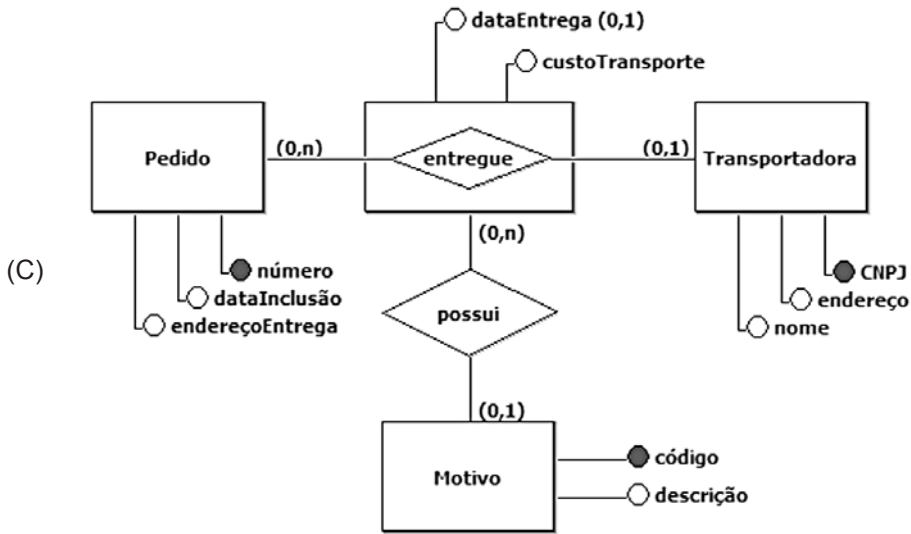 dataEntrega (0,1)
custoTransporte
Pedido
(0,n)
entregue
(0,1)
Transportadora
(0,n)
(C)
número
dataInclusão
endereçoEntrega
CNPJ
endereço
nome
possui
(0,1)
Motivo
código
descrição